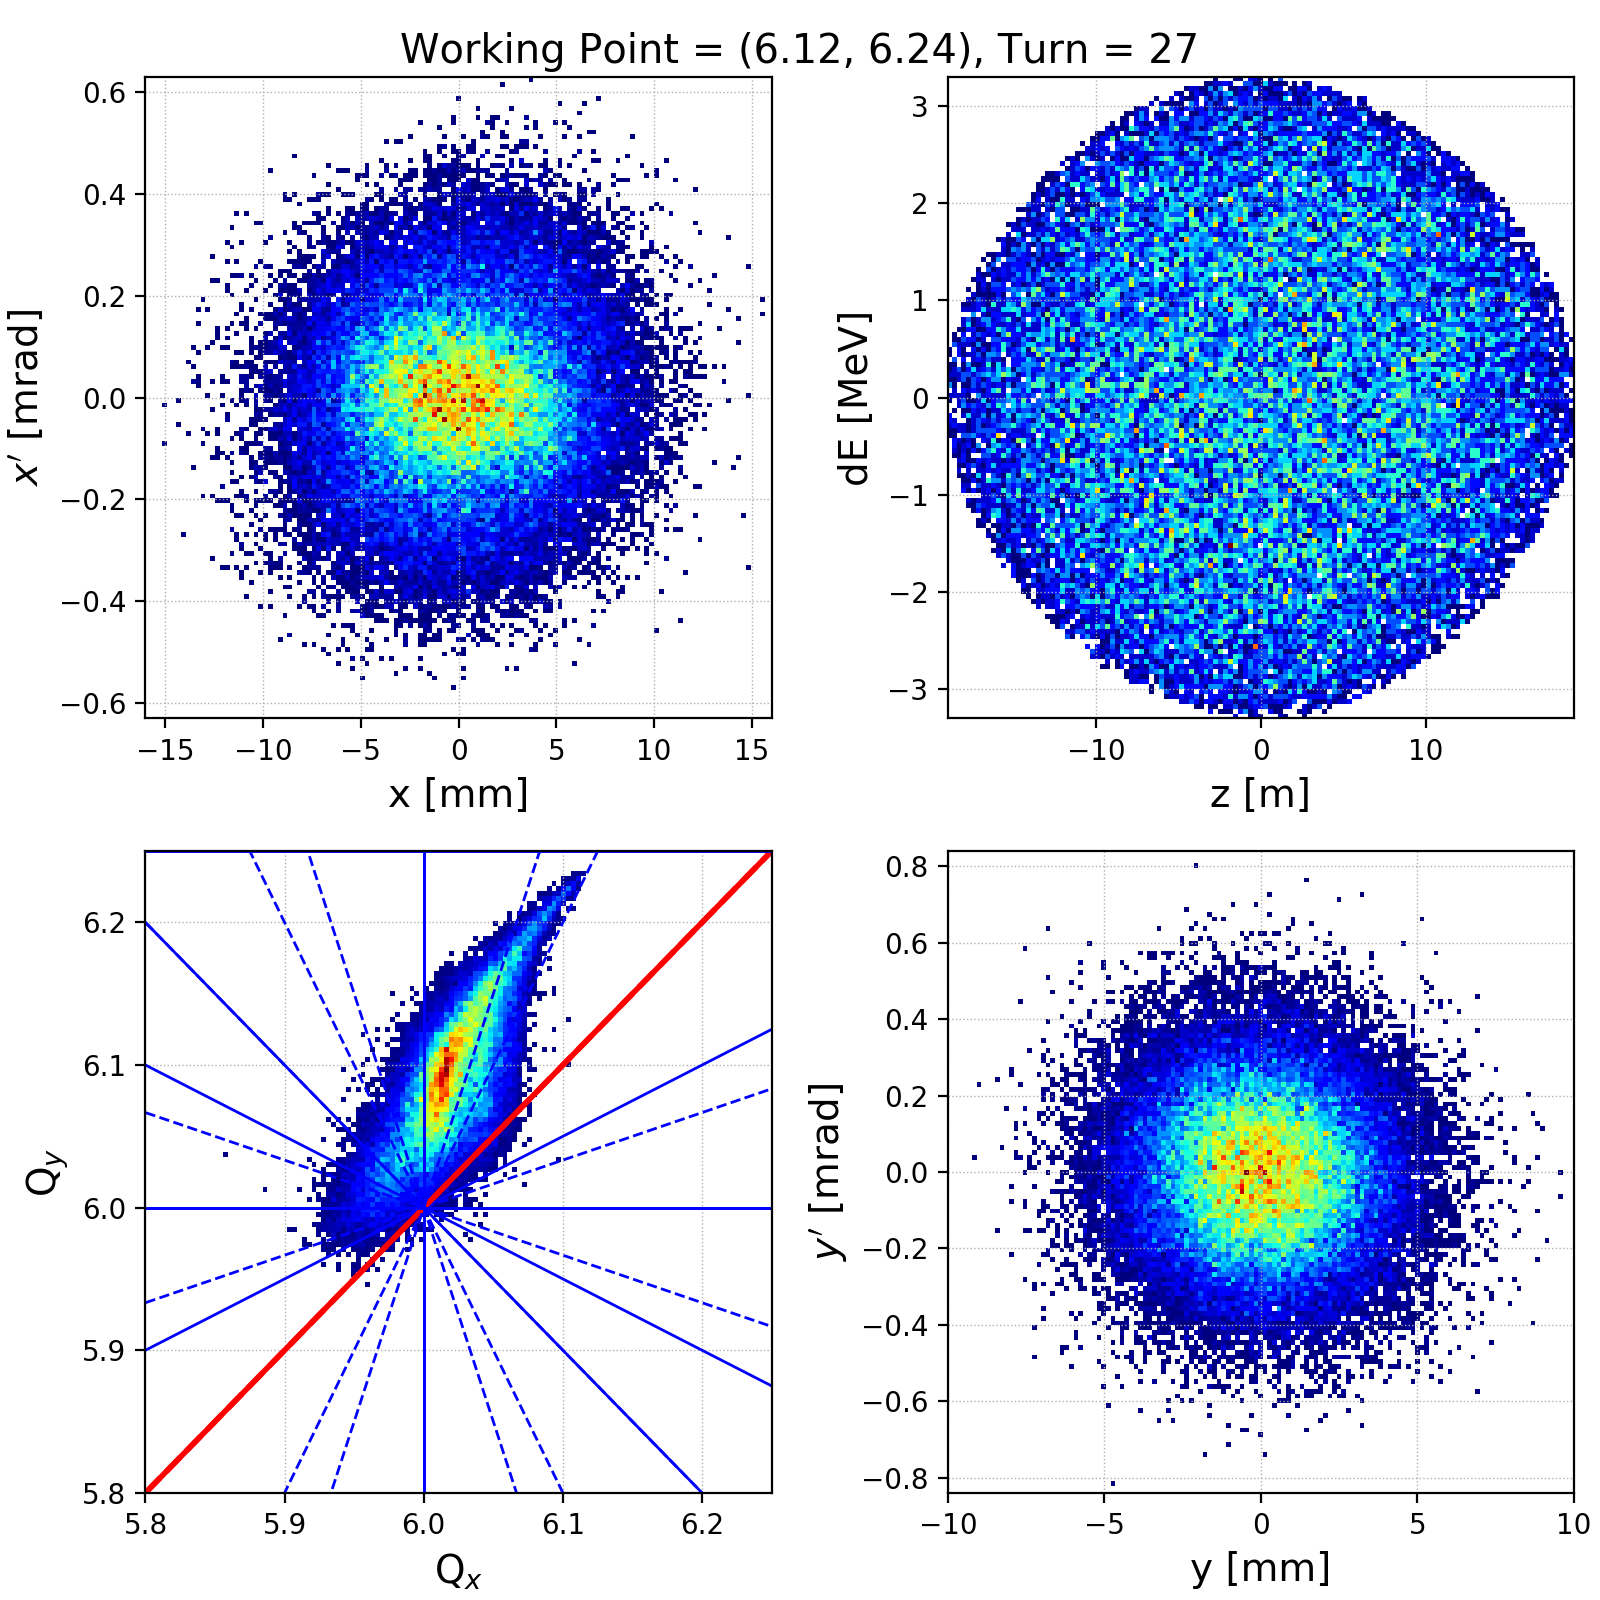 Working Point = (6.12, 6.24), Turn = 27
0.6
0.4
0.2
0.0
−0.2
−0.4
−0.6
x′ [mrad]
−15 −10 −5 0 5 10 15
x [mm]
3
2
1
0
−1
−2
−3
dE [MeV]
−10 0 10
z [m]
6.2
6.1
6.0
5.9
5.8
Qy
5.8 5.9 6.0 6.1 6.2
Qx
0.8
0.6
0.4
0.2
0.0
−0.2
−0.4
−0.6
−0.8
y′ [mrad]
−10 −5 0 5 10
y [mm]